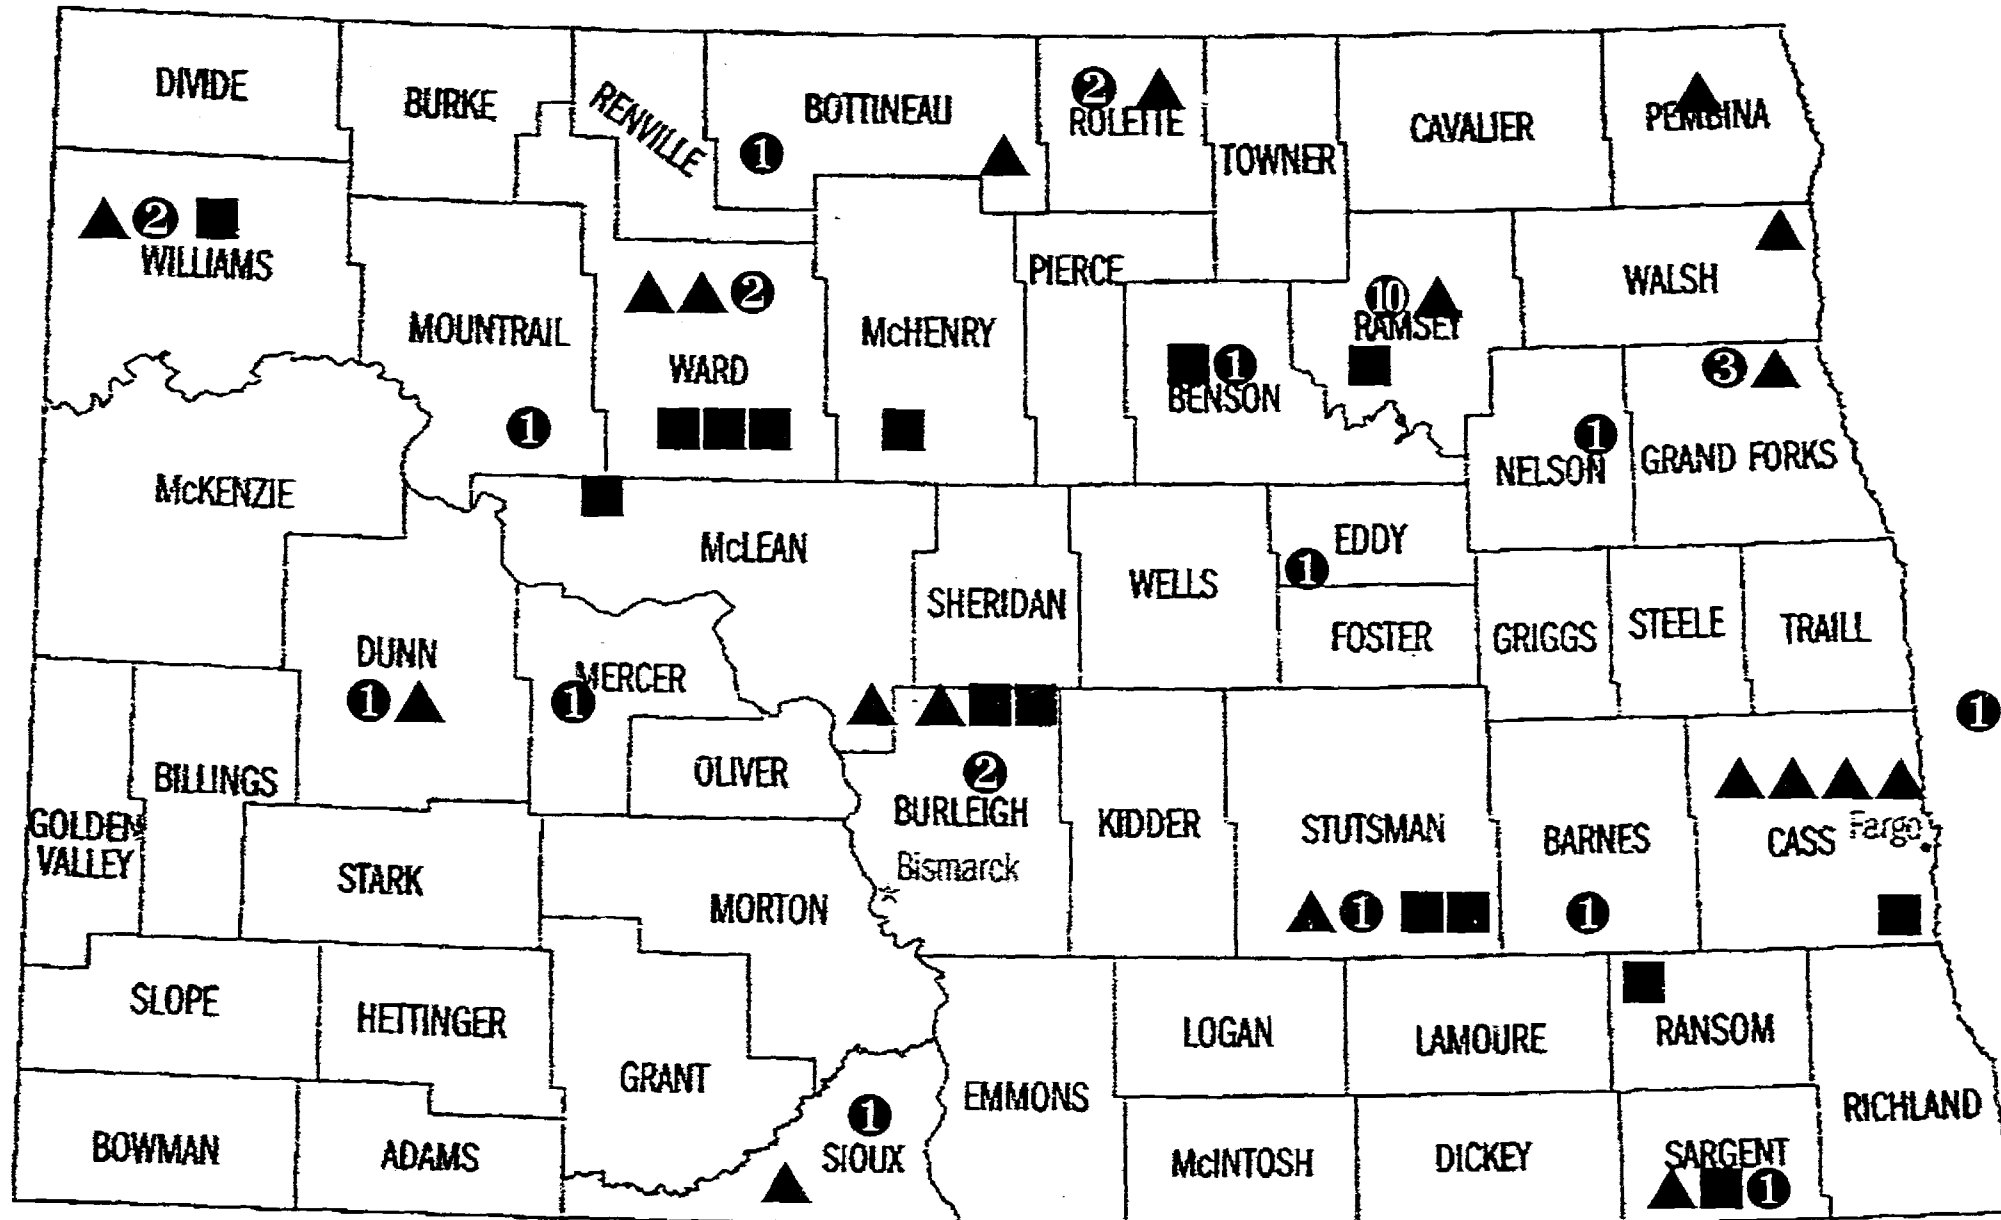 DIVIDE
BURKE
RENVILLE
BOTTINEAU
1
2
ROLETTE
TOWNER
CAVALIER
PEMBINA
2
WILLIAMS
MOUNTRAIL
1
2
WARD
McHENRY
PIERCE
1
BENSON
10
RAMSEY
WALSH
3
GRAND FORKS
1
NELSON
McKENZIE
McLEAN
SHERIDAN
WELLS
EDDY
1
FOSTER
GRIGGS
STEELE
TRAILL
DUNN
1
MERCER
1
OLIVER
1
BILLINGS
GOLDEN
VALLEY
STARK
MORTON
2
BURLEIGH
Bismarck
KIDDER
STUTSMAN
1
BARNES
1
CASS
Fargo
SLOPE
HETTINGER
GRANT
1
SIOUX
EMMONS
LOGAN
LAMOURE
RANSOM
RICHLAND
BOWMAN
ADAMS
McINTOSH
DICKEY
SARGENT
1